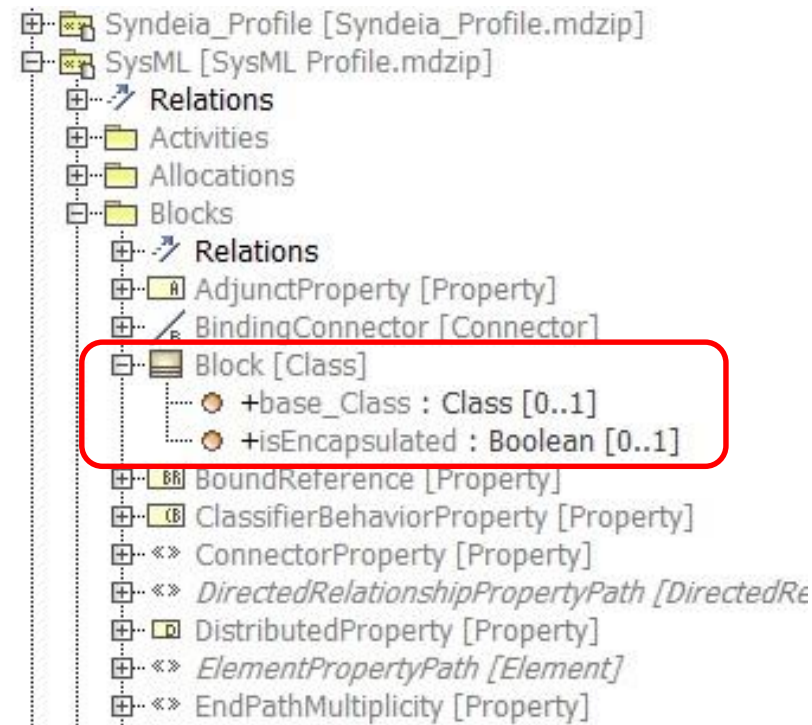 Syndeia_Profile [Syndeia_Profile.mdzip]
SysML [SysML Profile.mdzip]
Relations
Activities
Allocations
Blocks
Relations
AdjunctProperty [Property]
BindingConnector [Connector]
Block [Class]
+base_Class : Class [0..1]
+isEncapsulated : Boolean [0..1]
BoundReference [Property]
ClassifierBehaviorProperty [Property]
«» ConnectorProperty [Property]
«» DirectedRelationshipPropertyPath [DirectedRe
DistributedProperty [Property]
«» ElementPropertyPath [Element]
«» EndPathMultiplicity [Property]